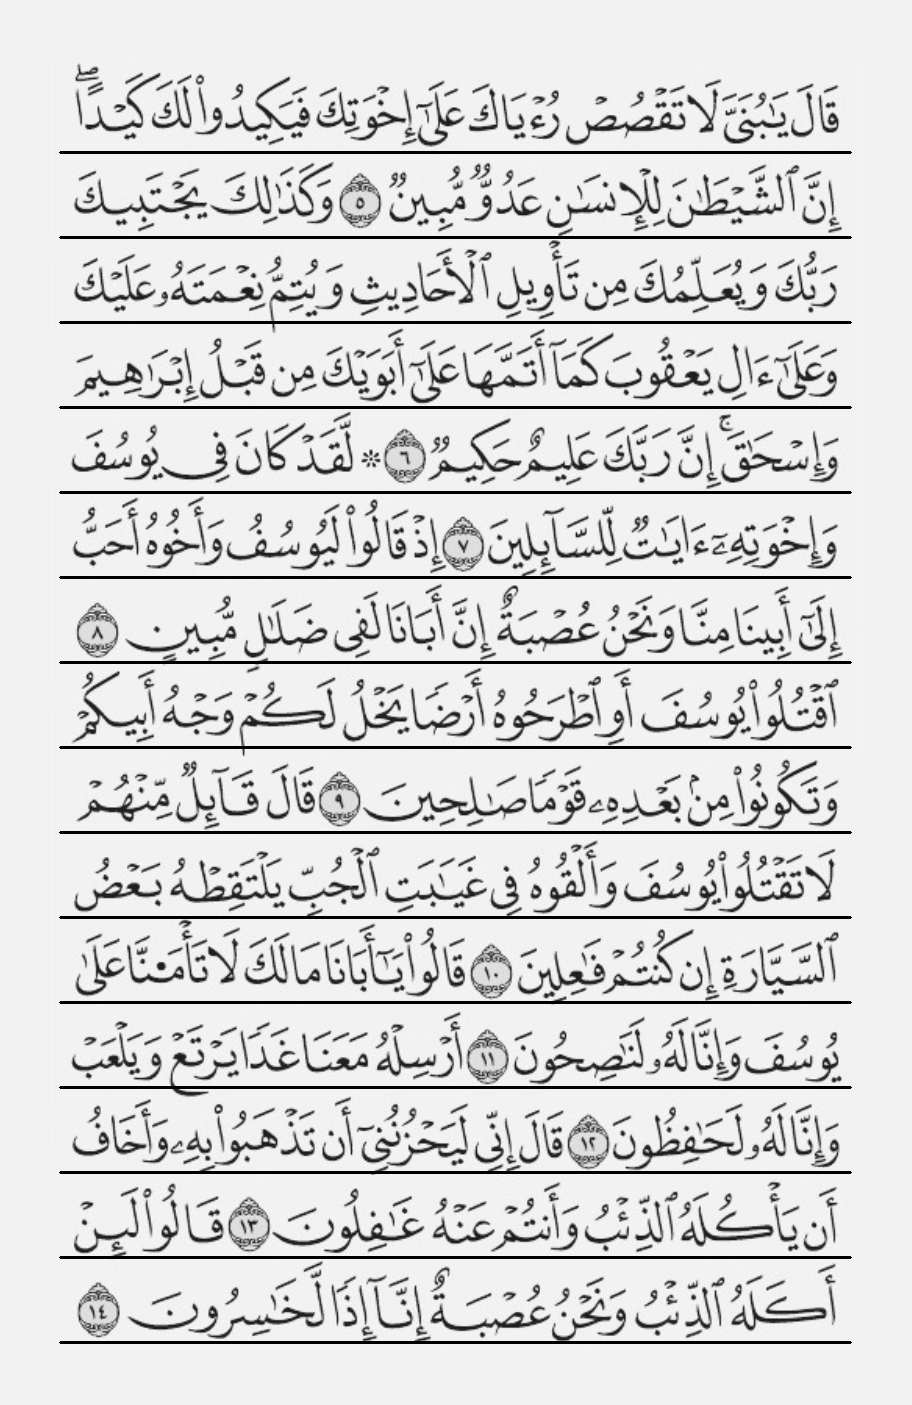 قَالَ يَٰبُنَيَّ لَا تَقۡصُصۡ رُءۡيَاكَ عَلَىٰٓ إِخۡوَتِكَ فَيَكِيدُواْ لَكَ كَيۡدًاۖ
إِنَّ ٱلشَّيۡطَٰنَ لِلۡإِنسَٰنِ عَدُوّٞ مُّبِينٞ ٥ وَكَذَٰلِكَ يَجۡتَبِيكَ
رَبُّكَ وَيُعَلِّمُكَ مِن تَأۡوِيلِ ٱلۡأَحَادِيثِ وَيُتِمُّ نِعۡمَتَهُۥ عَلَيۡكَ
وَعَلَىٰٓ ءَالِ يَعۡقُوبَ كَمَآ أَتَمَّهَا عَلَىٰٓ أَبَوَيۡكَ مِن قَبۡلُ إِبۡرَٰهِيمَ
وَإِسۡحَٰقَۚ إِنَّ رَبَّكَ عَلِيمٌ حَكِيمٞ ٦ ۞ لَّقَدۡ كَانَ فِي يُوسُفَ
وَإِخۡوَتِهِۦٓ ءَايَٰتٞ لِّلسَّآئِلِينَ ٧ إِذۡ قَالُواْ لَيُوسُفُ وَأَخُوهُ أَحَبُّ
إِلَىٰٓ أَبِينَا مِنَّا وَنَحۡنُ عُصۡبَةٌ إِنَّ أَبَانَا لَفِي ضَلَٰلٖ مُّبِينٍ ٨
ٱقۡتُلُواْ يُوسُفَ أَوِ ٱطۡرَحُوهُ أَرۡضٗا يَخۡلُ لَكُمۡ وَجۡهُ أَبِيكُمۡ
وَتَكُونُواْ مِنۢ بَعۡدِهِۦ قَوۡمٗا صَٰلِحِينَ ٩ قَالَ قَآئِلٞ مِّنۡهُمۡ
لَا تَقۡتُلُواْ يُوسُفَ وَأَلۡقُوهُ فِي غَيَٰبَتِ ٱلۡجُبِّ يَلۡتَقِطۡهُ بَعۡضُ
ٱلسَّيَّارَةِ إِن كُنتُمۡ فَٰعِلِينَ ١٠ قَالُواْ يَٰٓأَبَانَا مَا لَكَ لَا تَأۡمَ۬نَّا عَلَىٰ
يُوسُفَ وَإِنَّا لَهُۥ لَنَٰصِحُونَ ١١ أَرۡسِلۡهُ مَعَنَا غَدٗا يَرۡتَعۡ وَيَلۡعَبۡ
وَإِنَّا لَهُۥ لَحَٰفِظُونَ ١٢ قَالَ إِنِّي لَيَحۡزُنُنِيٓ أَن تَذۡهَبُواْ بِهِۦ وَأَخَافُ
أَن يَأۡكُلَهُ ٱلذِّئۡبُ وَأَنتُمۡ عَنۡهُ غَٰفِلُونَ ١٣ قَالُواْ لَئِنۡ
أَكَلَهُ ٱلذِّئۡبُ وَنَحۡنُ عُصۡبَةٌ إِنَّآ إِذٗا لَّخَٰسِرُونَ ١٤